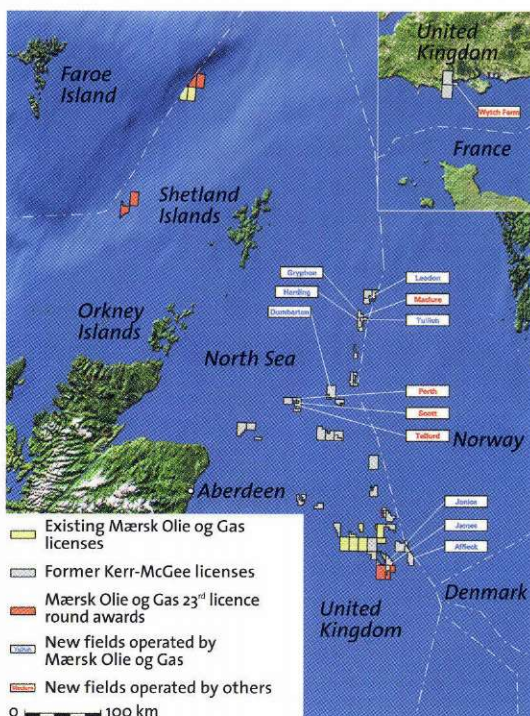 Faroe
Island
United
Kingdom
Wytch Farm
France
Shetland
Islands
Gryphon
Leadon
Harding
Maclure
Dumbarton
Tullich
Orkney
Islands
North Sea
Perth
Scott
Telford
Norway
Aberdeen
Janice
James
Affleck
Denmark
United
Kingdom
Existing Mærsk Olie og Gas
licenses
Former Kerr-McGee licenses
Mærsk Olie og Gas 23rd licence
round awards
Tullich
New fields operated by
Mærsk Olie og Gas
Maclure
New fields operated by others
0
100 km